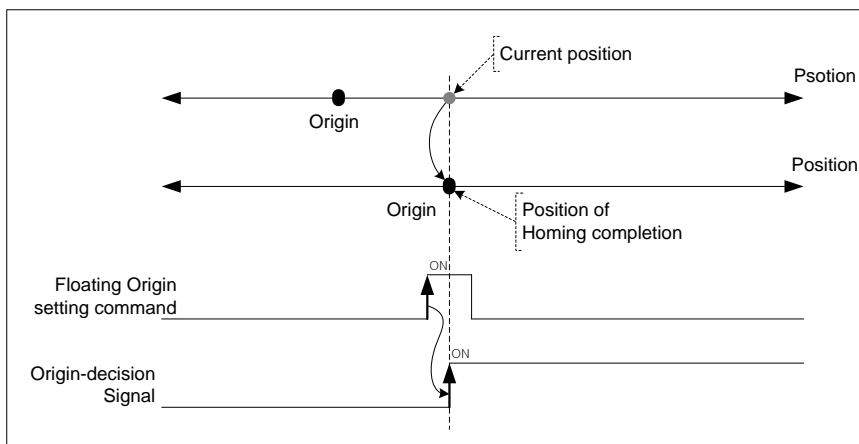 Current position
Psotion
Origin
Position
Origin
Position of
Homing completion
ON
Floating Origin
setting command
ON
Origin-decision
Signal